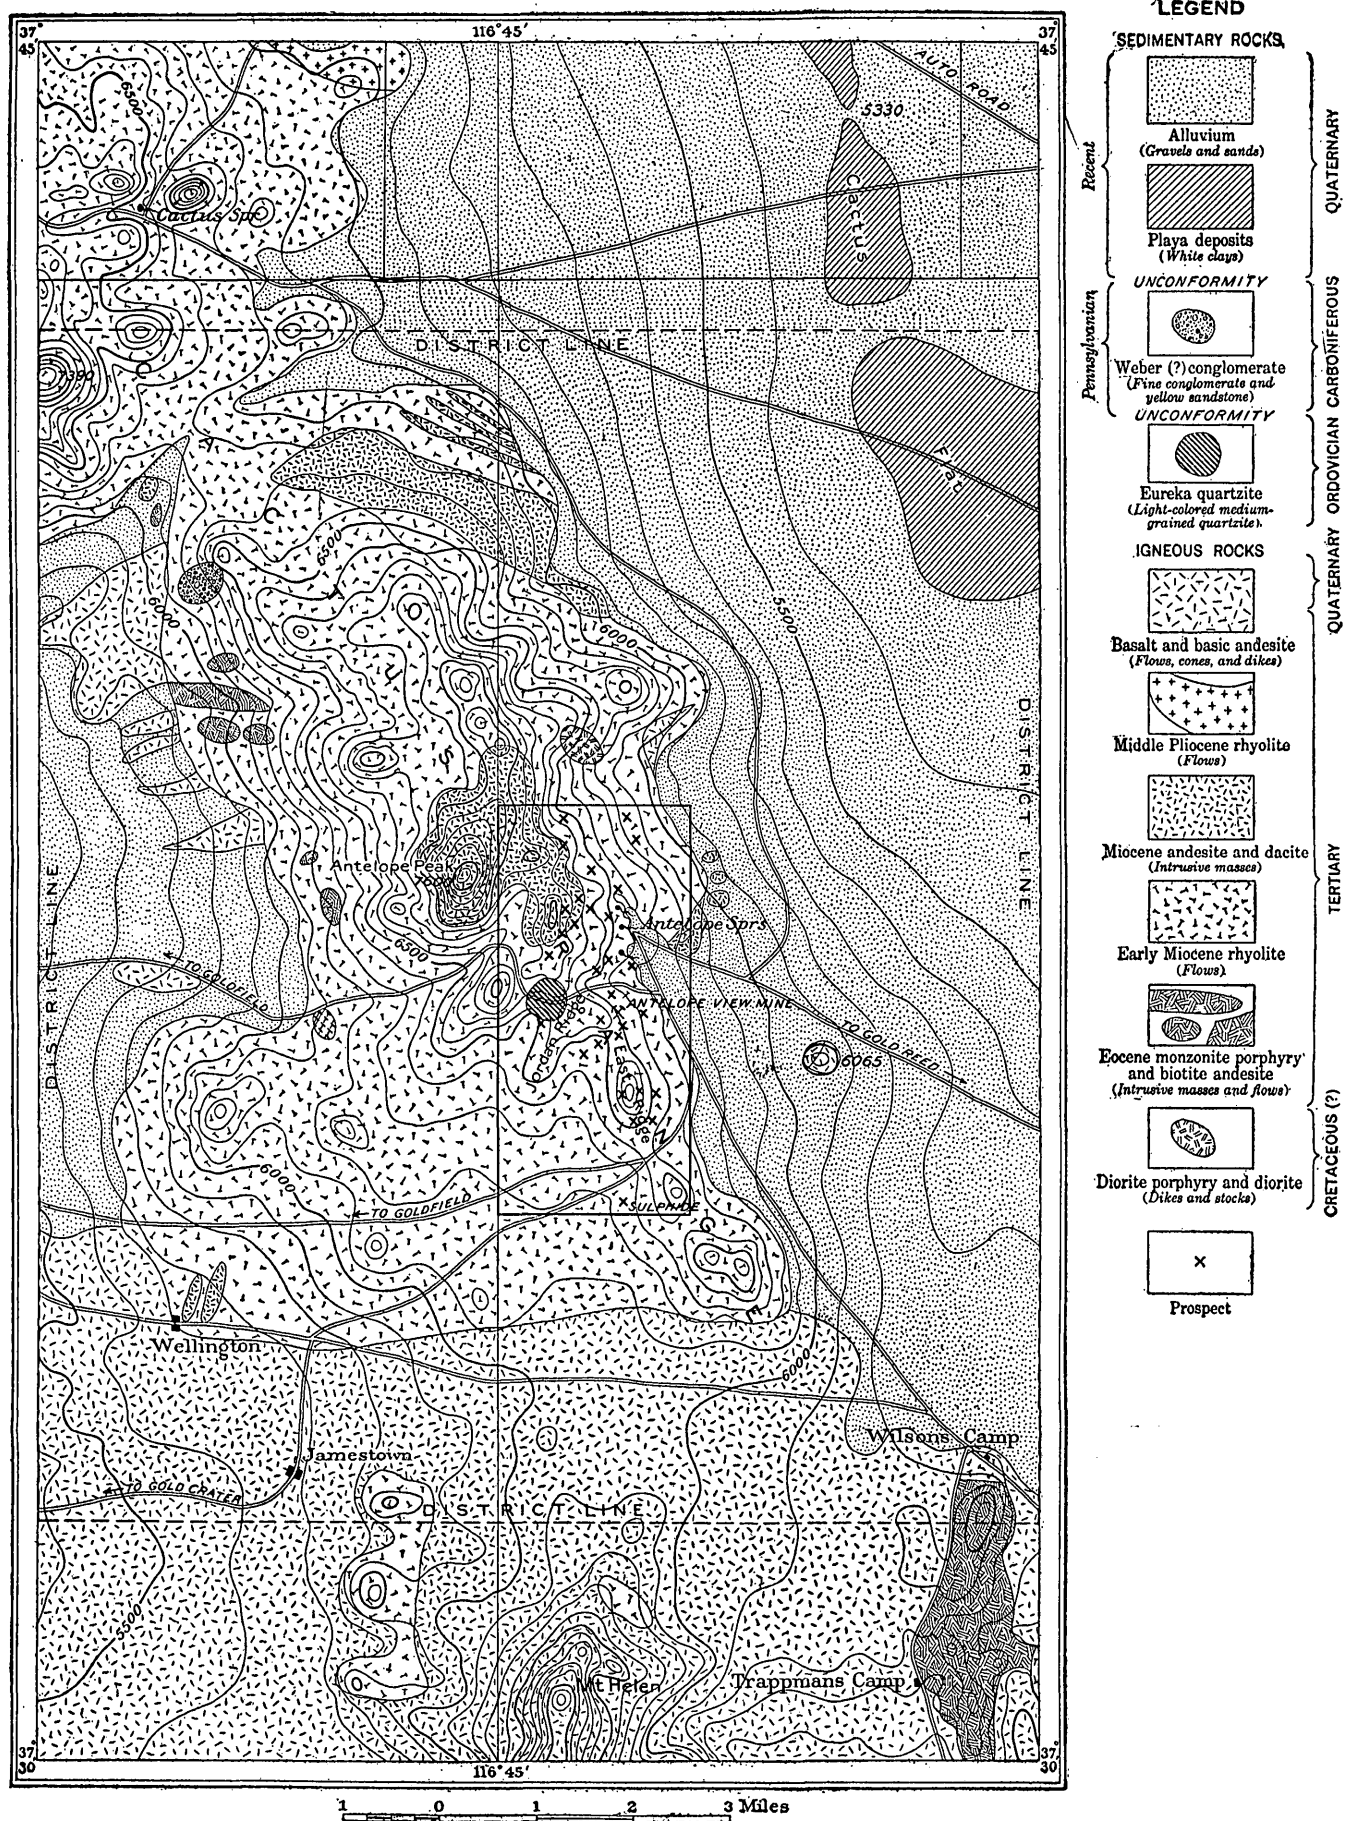 37°
45'
116°45'
37°
45'
AUTO ROAD
6500
5330
Cactus
Cactus Spr
DISTRICT LINE
7390
CACTUS
Flat
6500
6000
6000
5500
DISTRICT LINE
Antelope Peak
Antelope Sprs
6500
TO GOLDFIELD
RANGE
ANTELOPE VIEW MINE
Jordan Ridge
TO GOLD REED
6065
East Ridge
DISTRICT LINE
6000
TO GOLDFIELD
SULPHIDE
Wellington
6000
Wilsons Camp
Jamestown
TO GOLD CRATER
DISTRICT LINE
5500
Mt Helen
Trappmans Camp
37°
30'
116°45'
37°
30'
1 0 1 2 3 Miles
LEGEND
SEDIMENTARY ROCKS
Alluvium
(Gravels and sands)
Recent
QUATERNARY
Playa deposits
(White clays)
UNCONFORMITY
Pennsylvanian
CARBONIFEROUS
Weber (?) conglomerate
(Fine conglomerate and
yellow sandstone)
UNCONFORMITY
ORDOVICIAN
Eureka quartzite
(Light-colored medium-
grained quartzite)
IGNEOUS ROCKS
QUATERNARY
Basalt and basic andesite
(Flows, cones, and dikes)
Middle Pliocene rhyolite
(Flows)
Miocene andesite and dacite
(Intrusive masses)
TERTIARY
Early Miocene rhyolite
(Flows)
Eocene monzonite porphyry
and biotite andesite
(Intrusive masses and flows)
CRETACEOUS (?)
Diorite porphyry and diorite
(Dikes and stocks)
Prospect